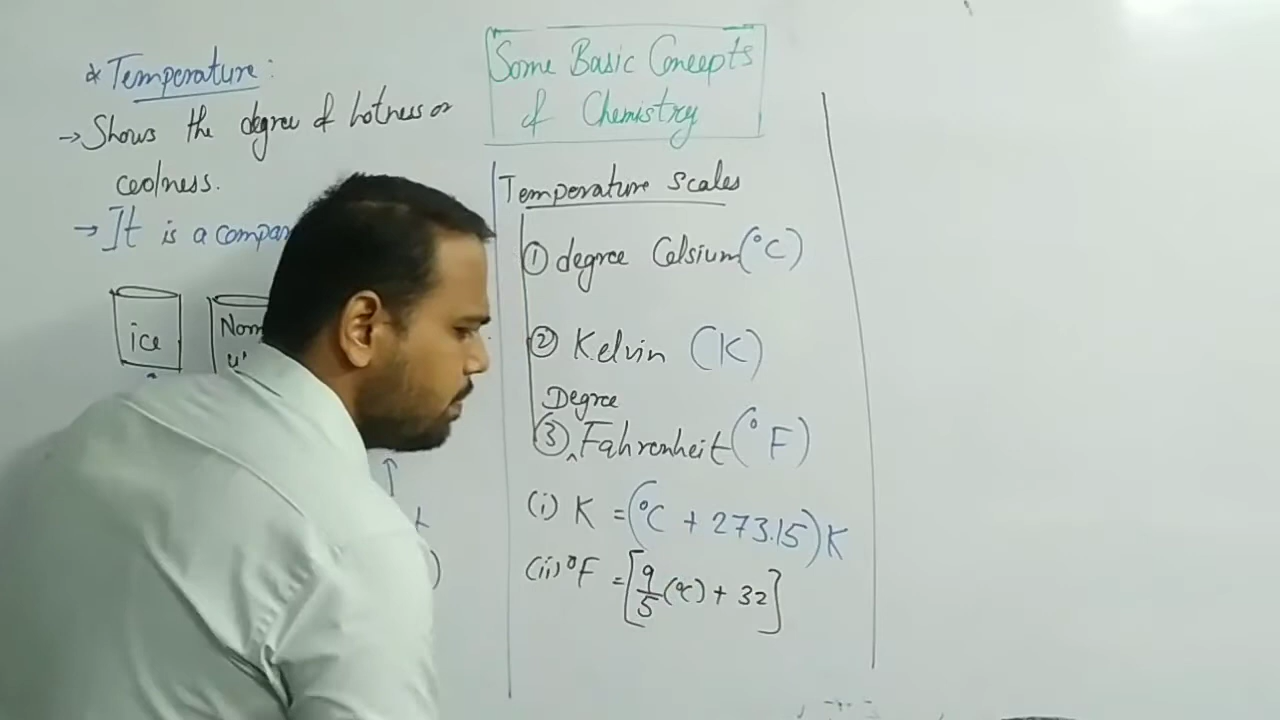 Some Basic Concepts
of Chemistry
* Temperature:
→ Shows the degree of hotness or
coolness.
→ It is a compar
ice
Nor
Temperature Scales
① degree Celsium (°C)
② Kelvin (K)
Degree
③ Fahrenheit (°F)
(i) K = (°C + 273.15) K
(ii) °F = [9/5 (°C) + 32]